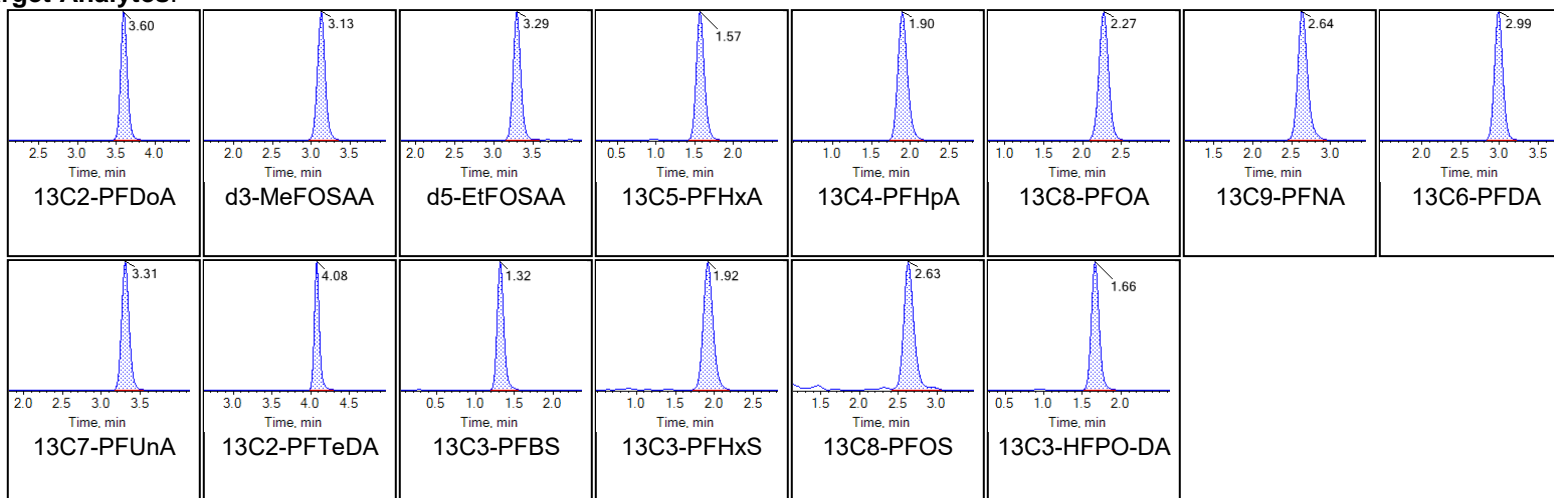 rget Analytes:
3.60
2.5 3.0 3.5 4.0
Time, min
13C2-PFDoA
3.13
2.0 2.5 3.0 3.5
Time, min
d3-MeFOSAA
3.29
2.0 2.5 3.0 3.5
Time, min
d5-EtFOSAA
1.57
0.5 1.0 1.5 2.0
Time, min
13C5-PFHxA
1.90
1.0 1.5 2.0 2.5
Time, min
13C4-PFHpA
2.27
1.0 1.5 2.0 2.5
Time, min
13C8-PFOA
2.64
1.5 2.0 2.5 3.0
Time, min
13C9-PFNA
2.99
2.0 2.5 3.0 3.5
Time, min
13C6-PFDA
3.31
2.0 2.5 3.0 3.5
Time, min
13C7-PFUnA
4.08
3.0 3.5 4.0 4.5
Time, min
13C2-PFTeDA
1.32
0.5 1.0 1.5 2.0
Time, min
13C3-PFBS
1.92
1.0 1.5 2.0 2.5
Time, min
13C3-PFHxS
2.63
1.5 2.0 2.5 3.0
Time, min
13C8-PFOS
1.66
0.5 1.0 1.5 2.0
Time, min
13C3-HFPO-DA